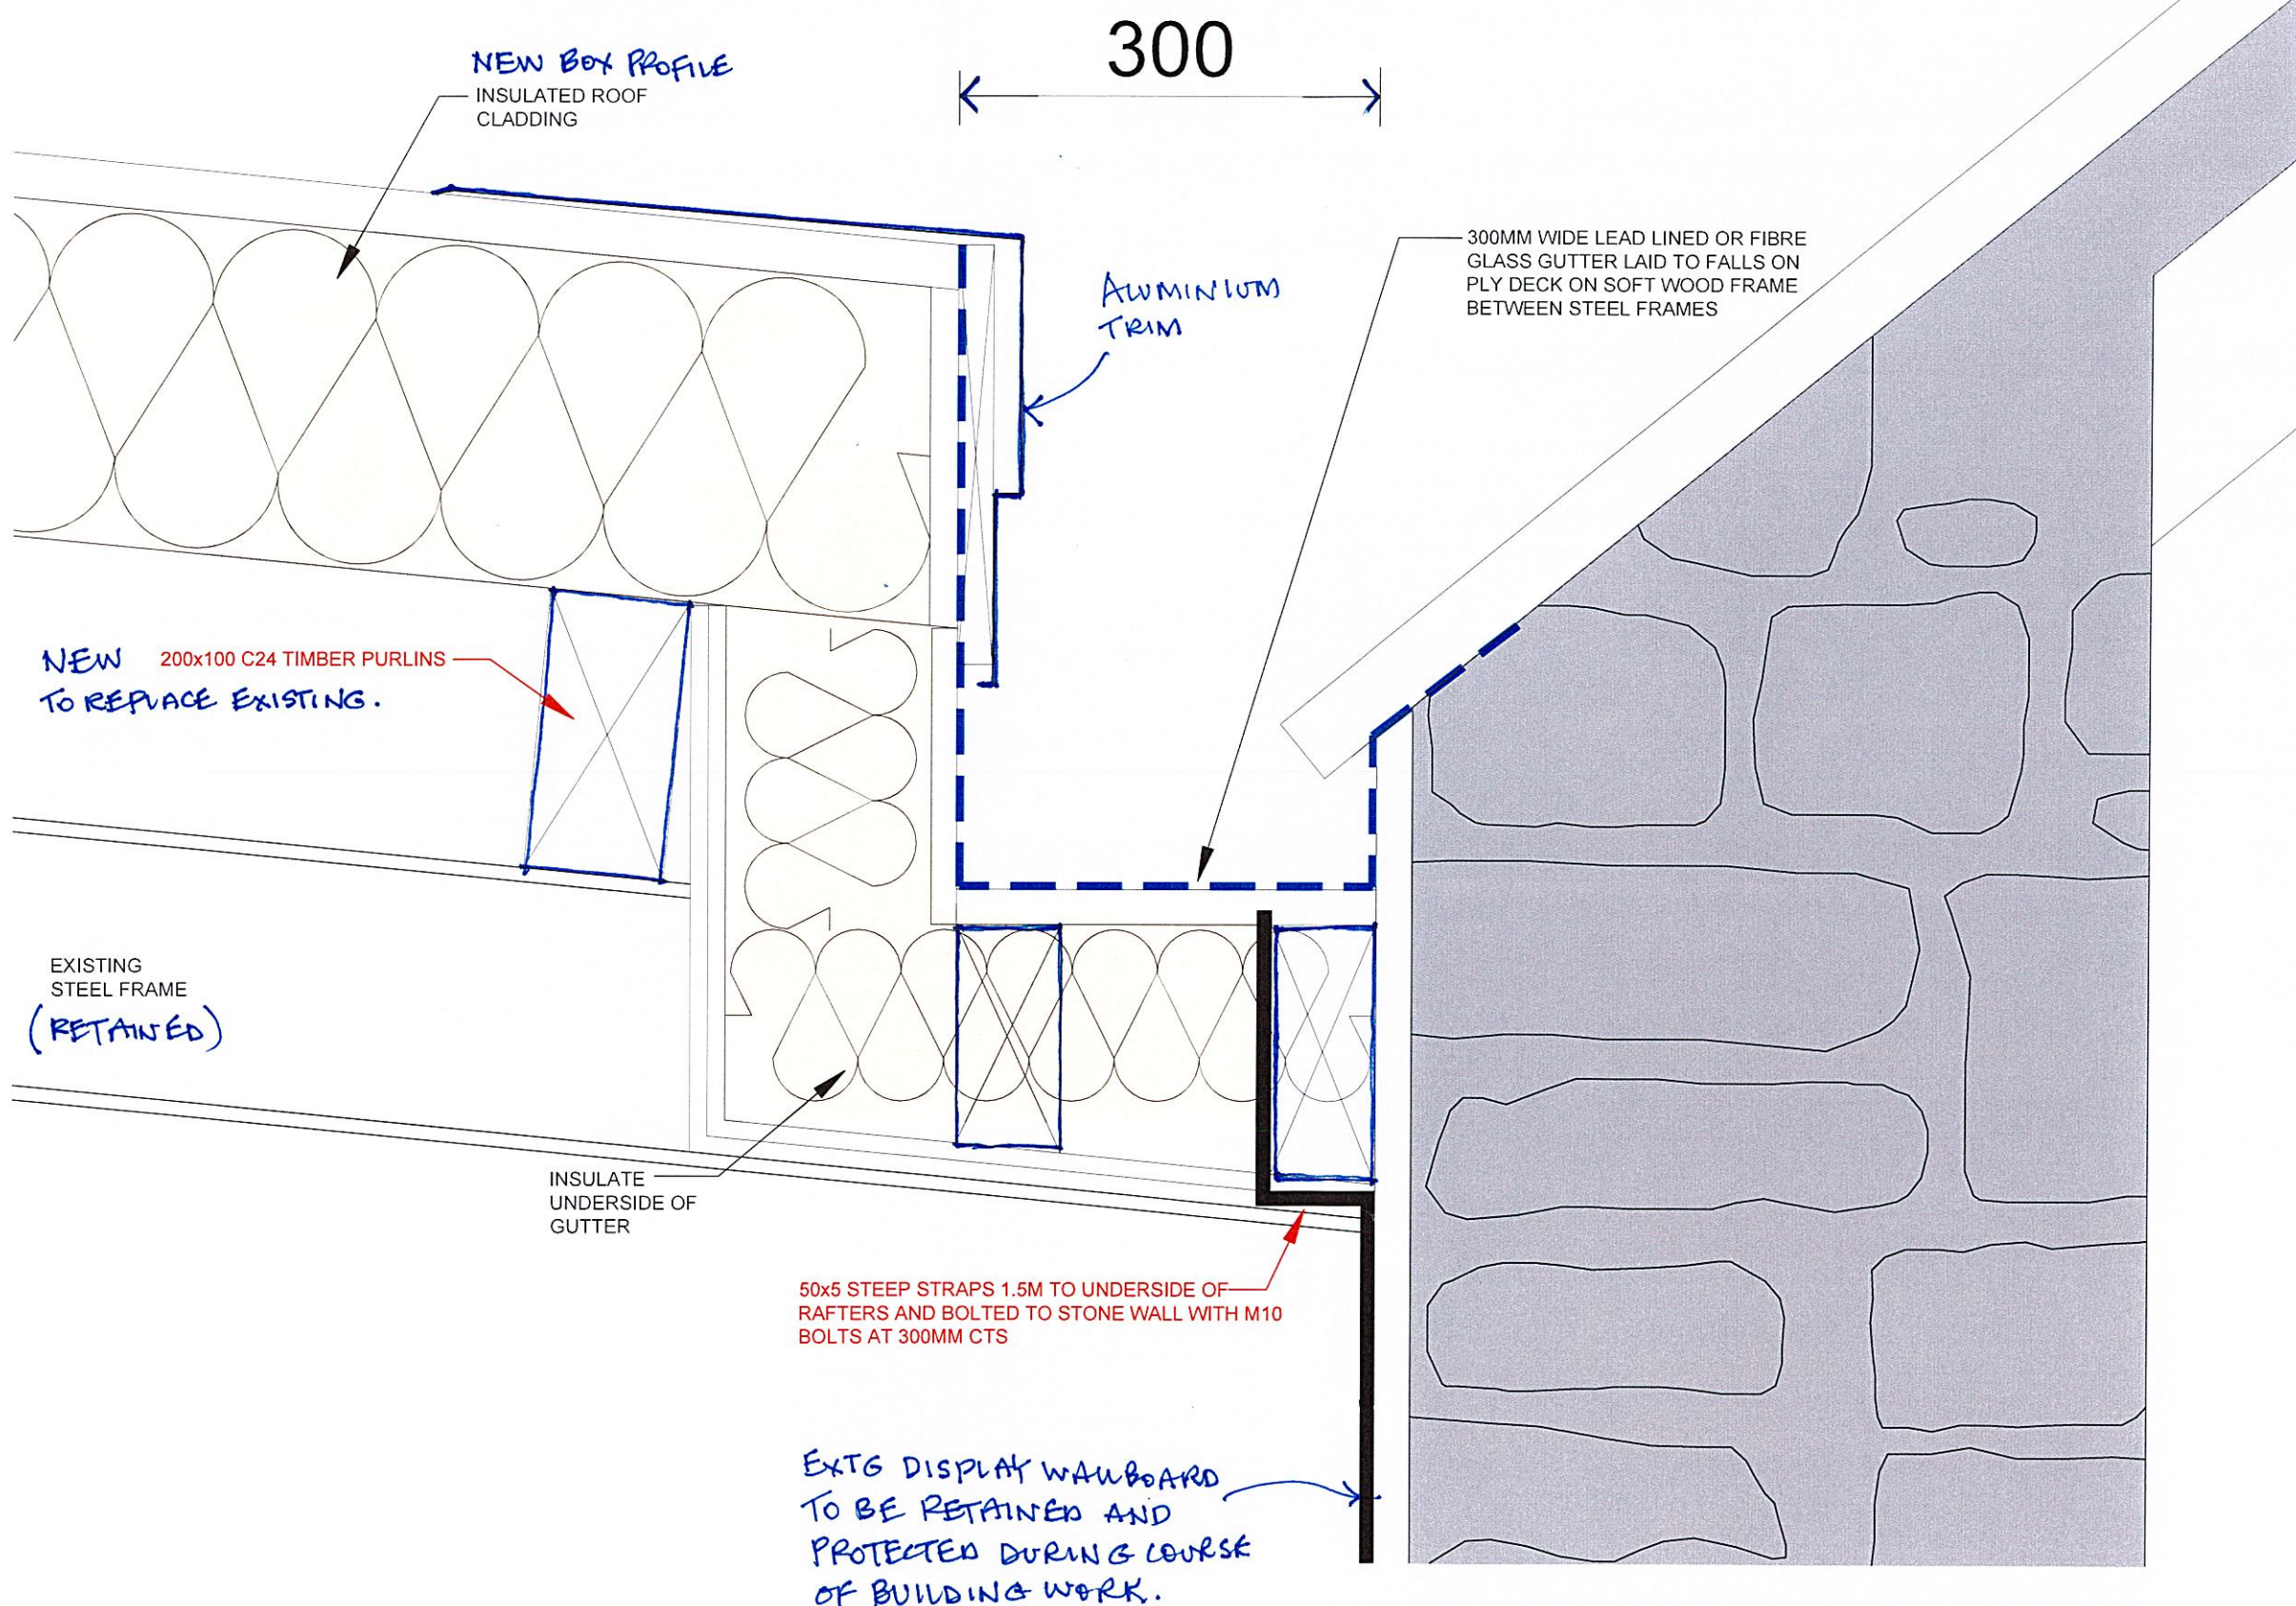 300
NEW BOX PROFILE
INSULATED ROOF
CLADDING
300MM WIDE LEAD LINED OR FIBRE
GLASS GUTTER LAID TO FALLS ON
PLY DECK ON SOFT WOOD FRAME
BETWEEN STEEL FRAMES
ALUMINIUM
TRIM
NEW 200x100 C24 TIMBER PURLINS
TO REPLACE EXISTING.
EXISTING
STEEL FRAME
(RETAINED)
INSULATE
UNDERSIDE OF
GUTTER
50x5 STEEP STRAPS 1.5M TO UNDERSIDE OF
RAFTERS AND BOLTED TO STONE WALL WITH M10
BOLTS AT 300MM CTS
EXTG DISPLAY WALLBOARD
TO BE RETAINED AND
PROTECTED DURING COURSE
OF BUILDING WORK.